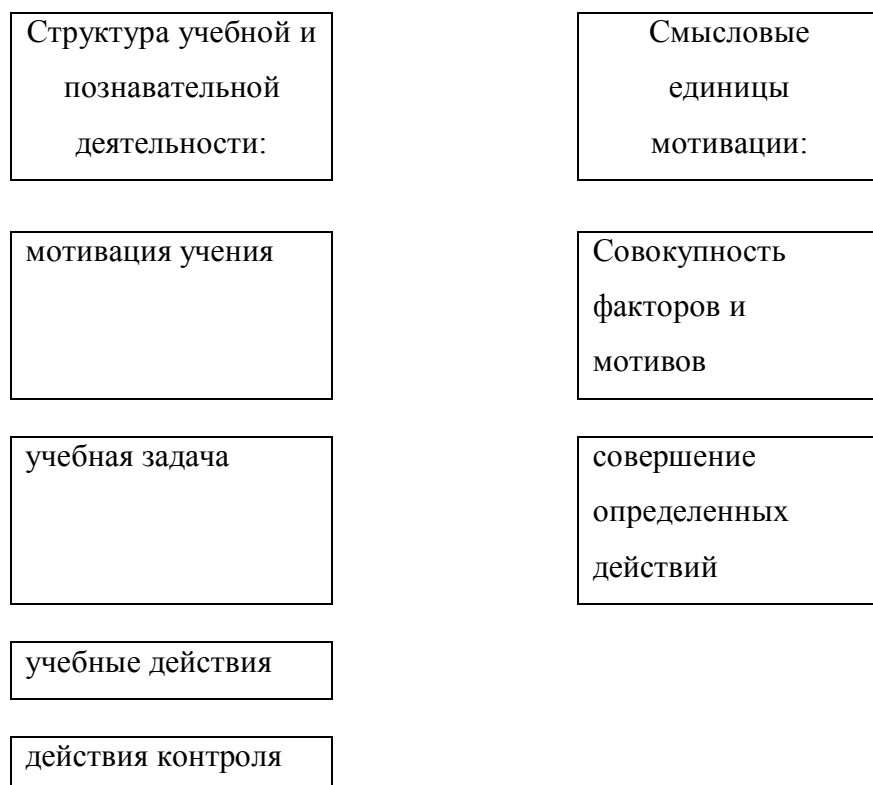 Структура учебной и
познавательной
деятельности:
Смысловые
единицы
мотивации:
мотивация учения
Совокупность
факторов и
мотивов
учебная задача
совершение
определенных
действий
учебные действия
действия контроля